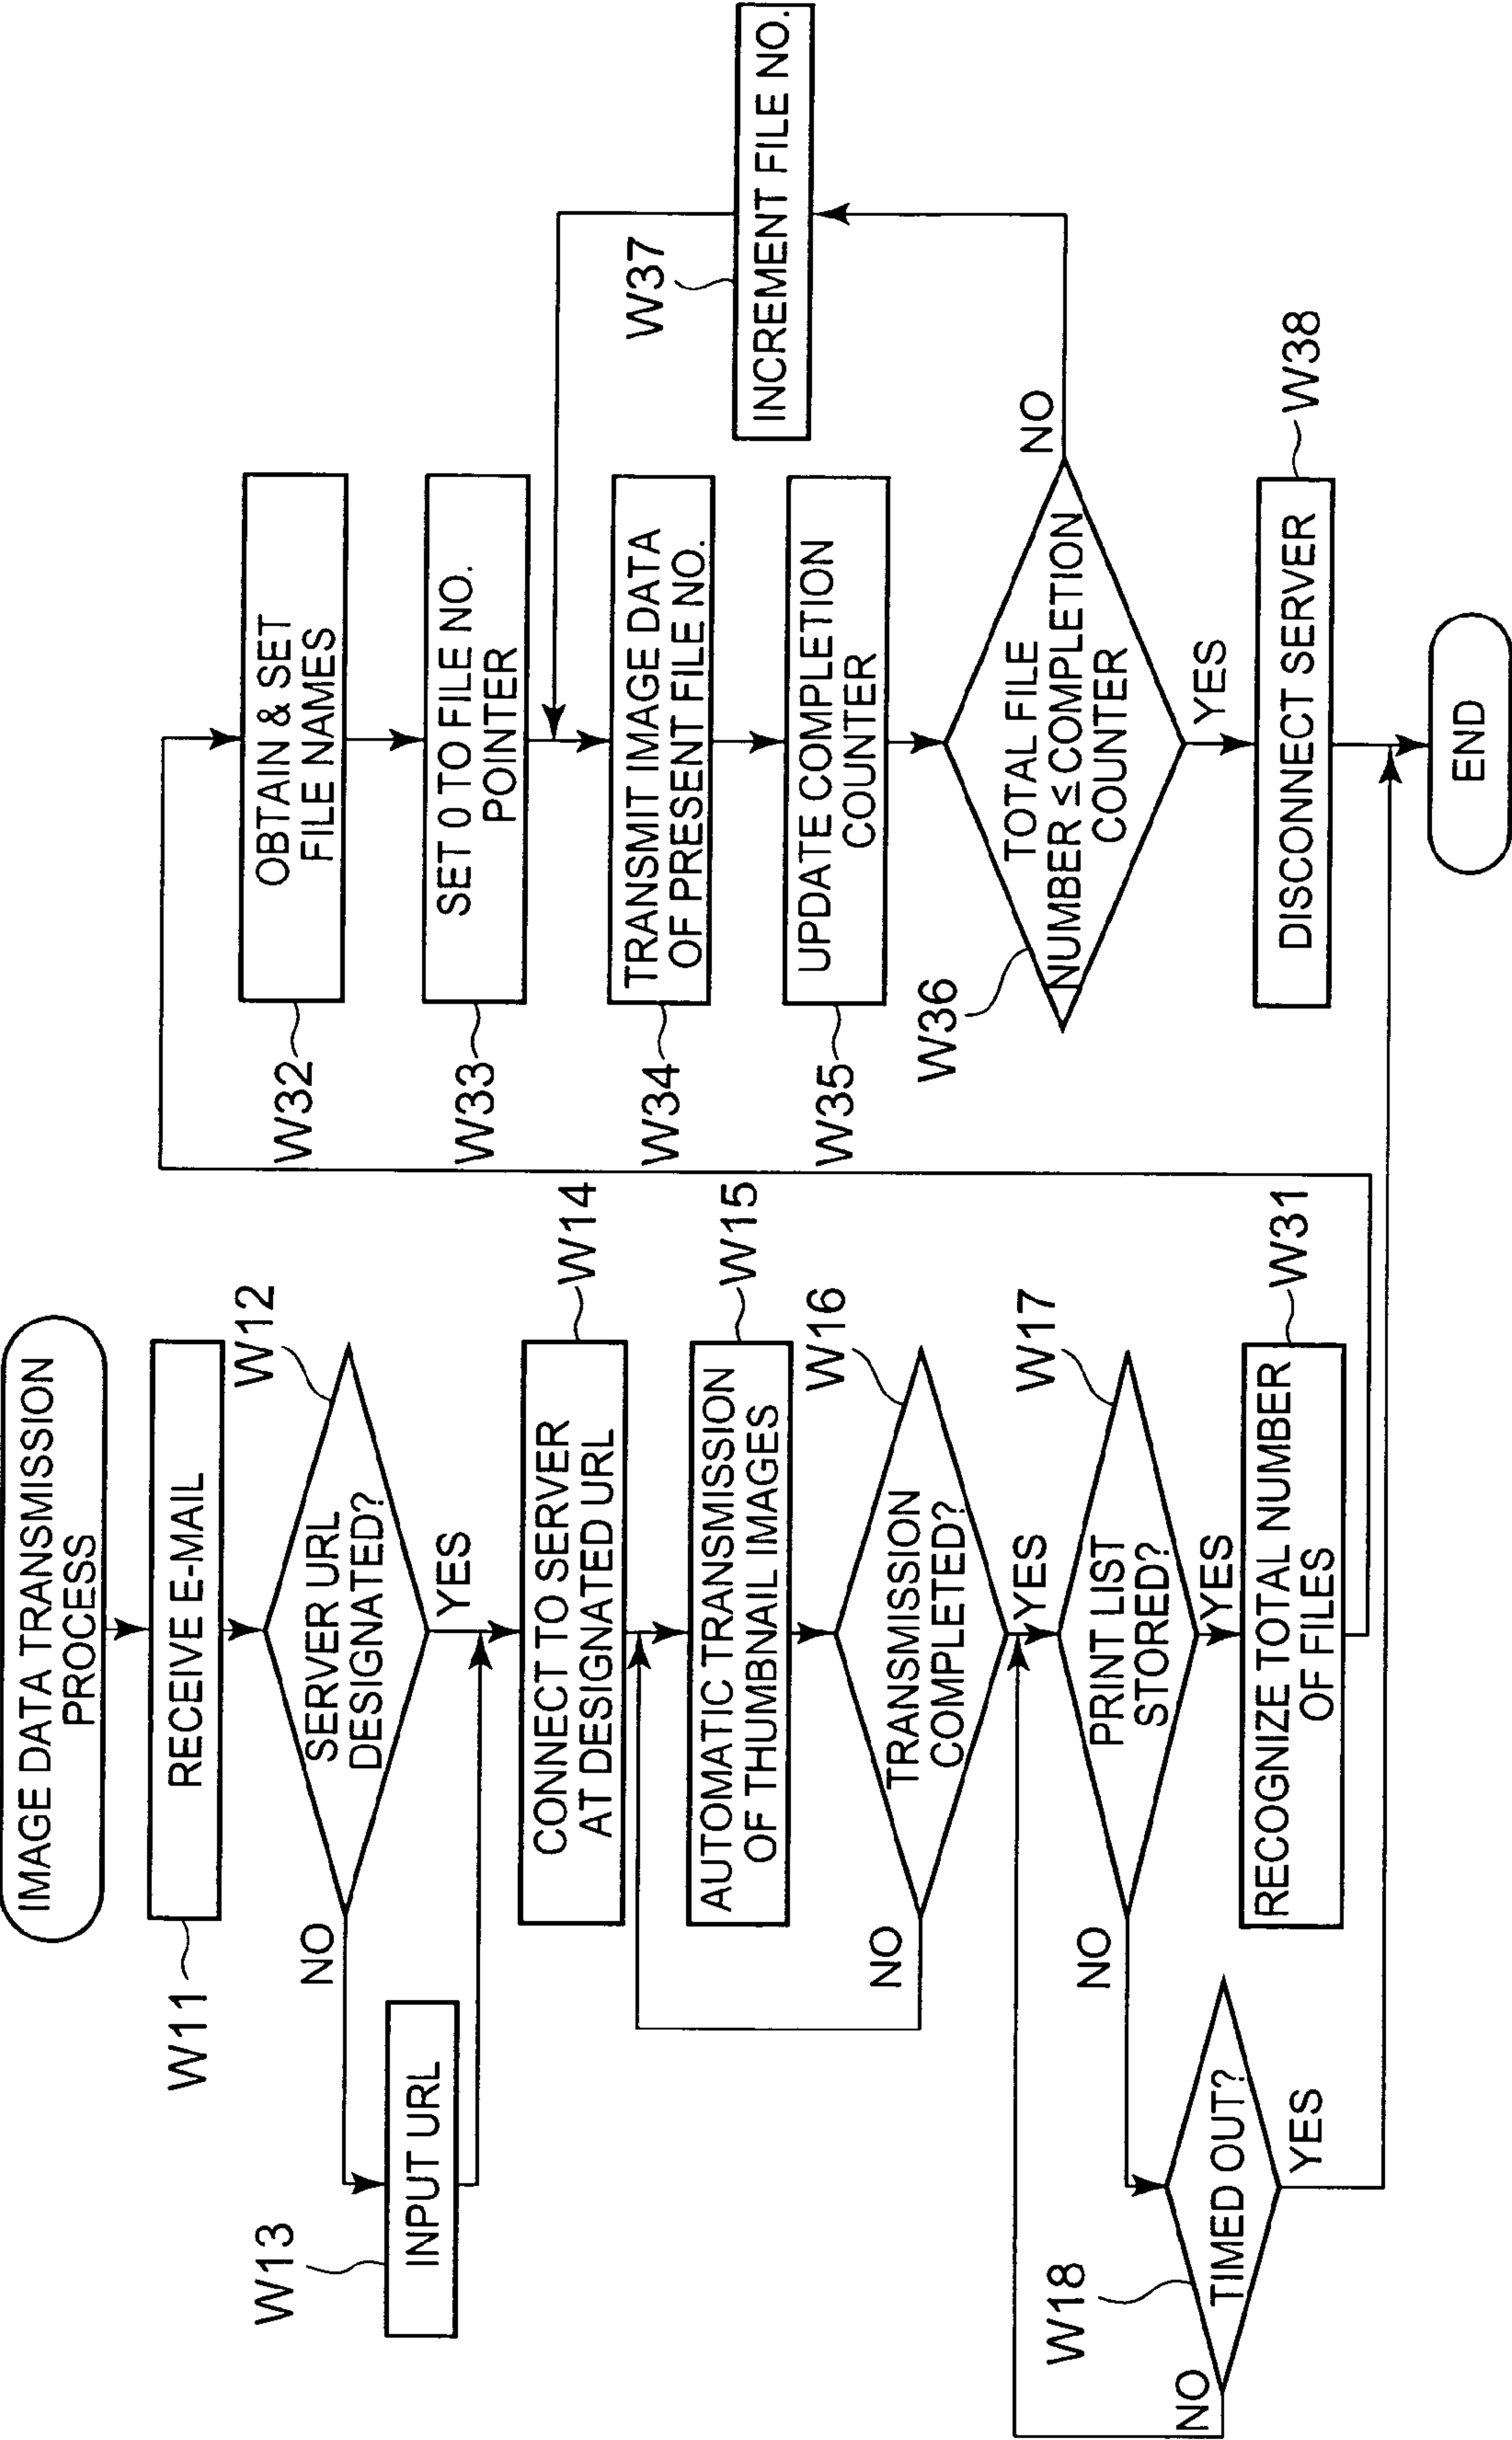 IMAGE DATA TRANSMISSION
PROCESS
W11
RECEIVE E-MAIL
W12
SERVER URL
DESIGNATED?
NO
YES
W13
INPUT URL
W14
CONNECT TO SERVER
AT DESIGNATED URL
W15
AUTOMATIC TRANSMISSION
OF THUMBNAIL IMAGES
W16
TRANSMISSION
COMPLETED?
NO
YES
W17
PRINT LIST
STORED?
NO
YES
W18
TIMED OUT?
NO
YES
W31
RECOGNIZE TOTAL NUMBER
OF FILES
W32
OBTAIN & SET
FILE NAMES
W33
SET 0 TO FILE NO.
POINTER
W34
TRANSMIT IMAGE DATA
OF PRESENT FILE NO.
W35
UPDATE COMPLETION
COUNTER
W36
TOTAL FILE
NUMBER ≤ COMPLETION
COUNTER
NO
YES
W37
INCREMENT FILE NO.
W38
DISCONNECT SERVER
END